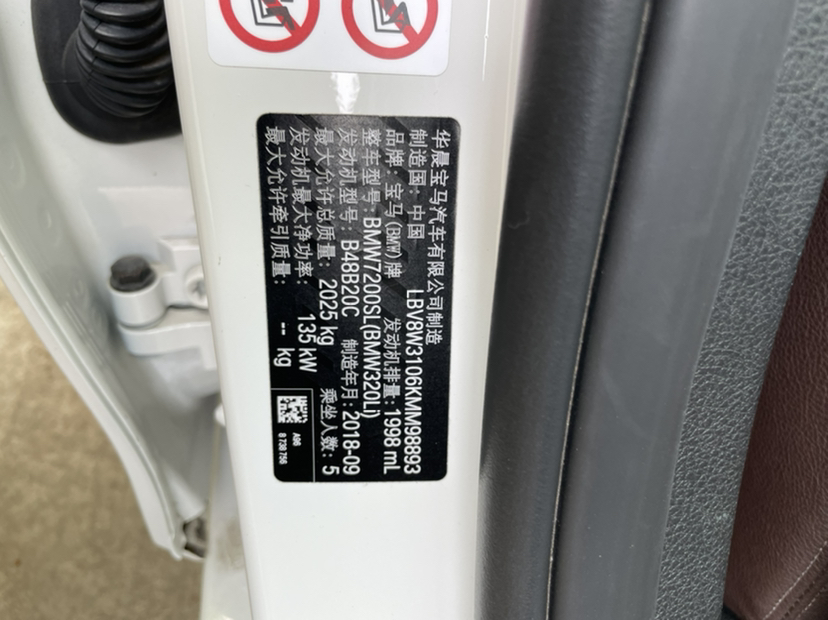 华晨宝马汽车有限公司制造
制造国：中国 LBV8W3106KMM98893
品牌：宝马(BMW)牌 发动机排量：1998 mL
整车型号：BMW7200SL(BMW320Li)
发动机型号：B48B20C 制造年月：2018-09
最大允许总质量：2025 kg 乘坐人数：5
发动机最大净功率：135 kW
最大允许牵引质量：-- kg
A96
8 738 756